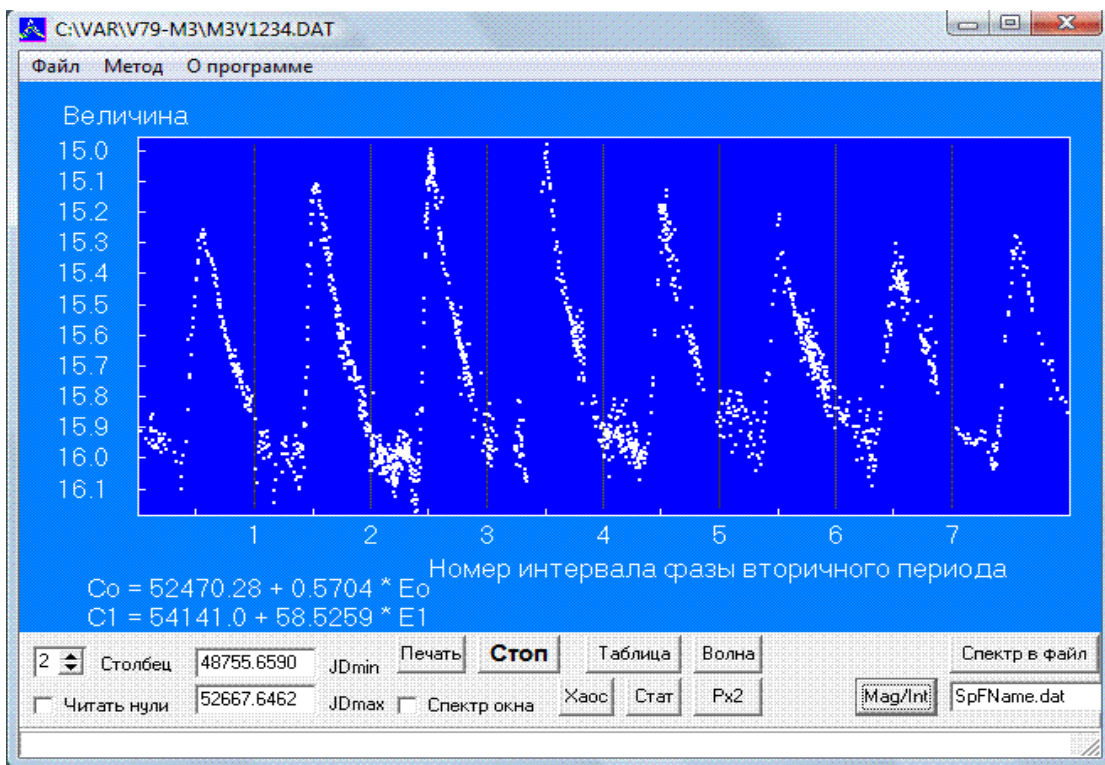 C:\VAR\V79-M3\M3V1234.DAT
Файл Метод О программе
Величина
15.0
15.1
15.2
15.3
15.4
15.5
15.6
15.7
15.8
15.9
16.0
16.1
1 2 3 4 5 6 7
Номер интервала фазы вторичного периода
Co = 52470.28 + 0.5704 * Eo
C1 = 54141.0 + 58.5259 * E1
2 Столбец 48755.6590 JDmin Печать Стоп Таблица Волна Спектр в файл
Читать нули 52667.6462 JDmax Спектр окна Хаос Стат Px2 Mag/Int SpFName.dat